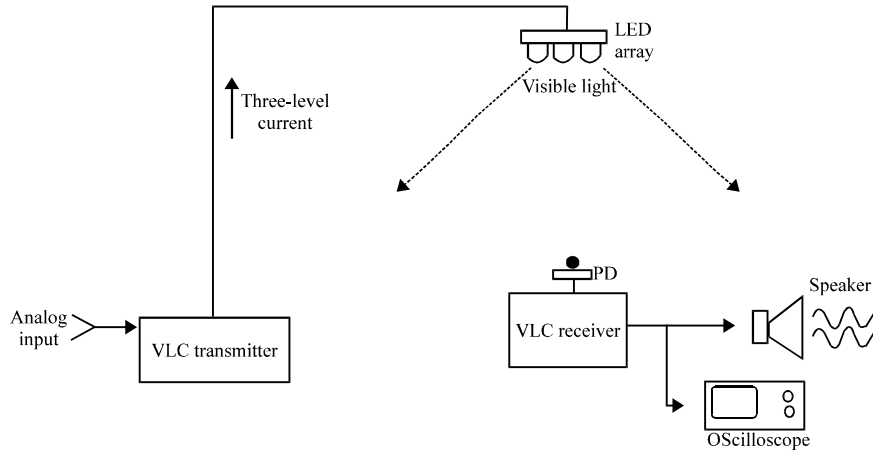 LED
array
Visible light
Three-level
current
Analog
input
VLC transmitter
PD
VLC receiver
Speaker
OScilloscope